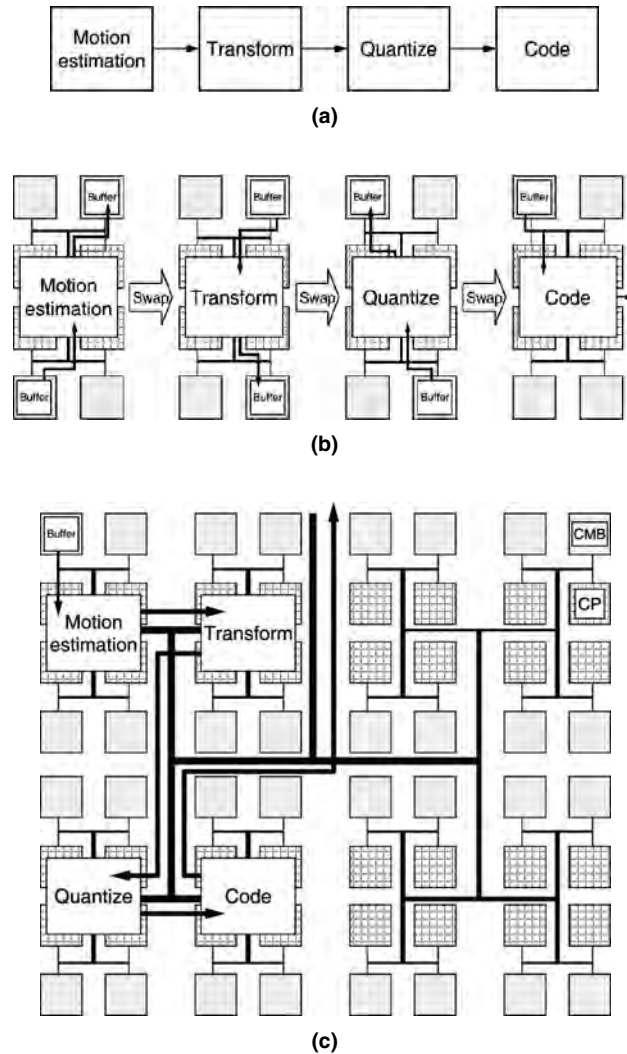 Motion
estimation
Transform
Quantize
Code
(a)
Buffer
Buffer
Buffer
Buffer
Motion
estimation
Swap
Transform
Swap
Quantize
Swap
Code
Buffer
Buffer
Buffer
(b)
Buffer
CMB
Motion
estimation
Transform
CP
Quantize
Code
(c)